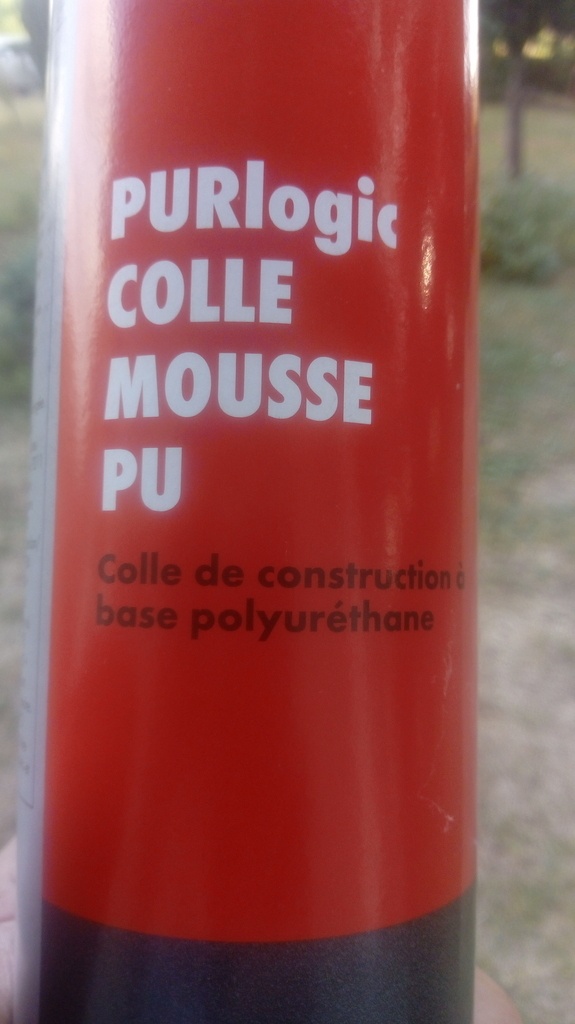 PURlogic
COLLE
MOUSSE
PU
Colle de construction à
base polyuréthane